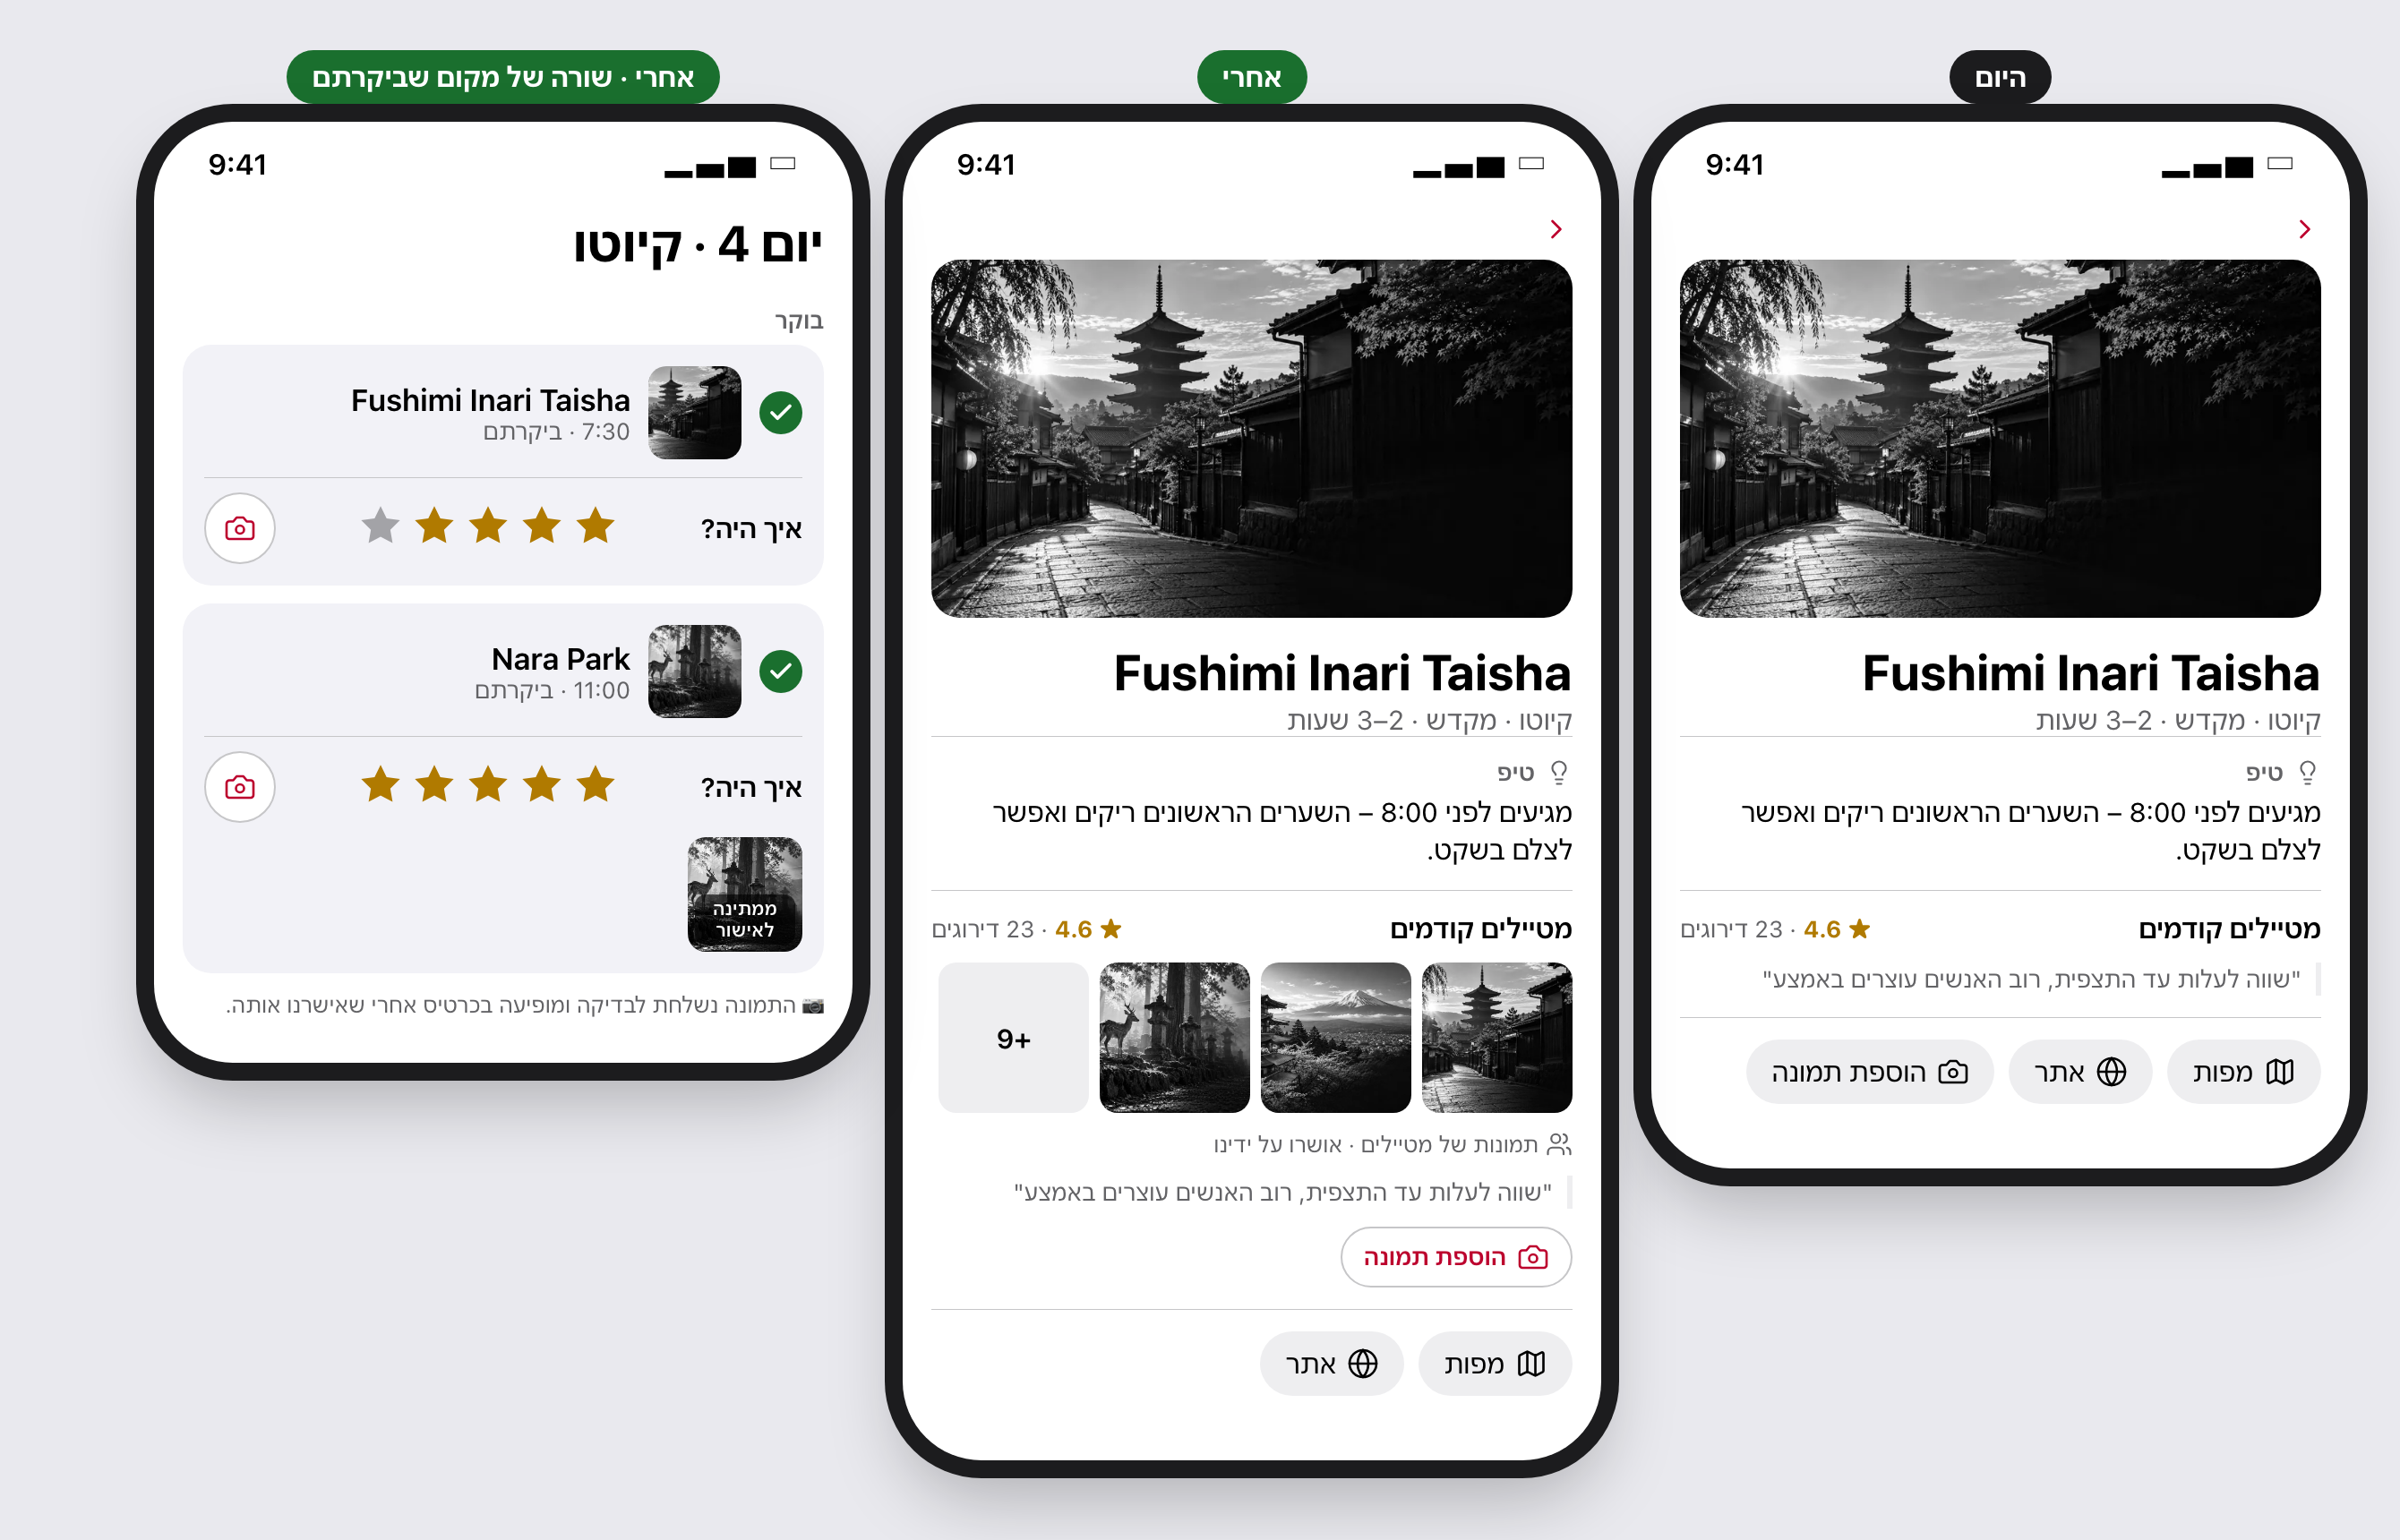 היום
9:41
Fushimi Inari Taisha
קיוטו · מקדש · 2–3 שעות
טיפ
מגיעים לפני 8:00 – השערים הראשונים ריקים ואפשר
לצלם בשקט.
מטיילים קודמים
★ 4.6 · 23 דירוגים
"שווה לעלות עד התצפית, רוב האנשים עוצרים באמצע"
מפות
אתר
הוספת תמונה
אחרי
9:41
Fushimi Inari Taisha
קיוטו · מקדש · 2–3 שעות
טיפ
מגיעים לפני 8:00 – השערים הראשונים ריקים ואפשר
לצלם בשקט.
מטיילים קודמים
★ 4.6 · 23 דירוגים
9+
תמונות של מטיילים · אושרו על ידינו
"שווה לעלות עד התצפית, רוב האנשים עוצרים באמצע"
הוספת תמונה
מפות
אתר
אחרי · שורה של מקום שביקרתם
9:41
יום 4 · קיוטו
בוקר
Fushimi Inari Taisha
7:30 · ביקרתם
איך היה?
Nara Park
11:00 · ביקרתם
איך היה?
ממתינה
לאישור
📷 התמונה נשלחת לבדיקה ומופיעה בכרטיס אחרי שאישרנו אותה.